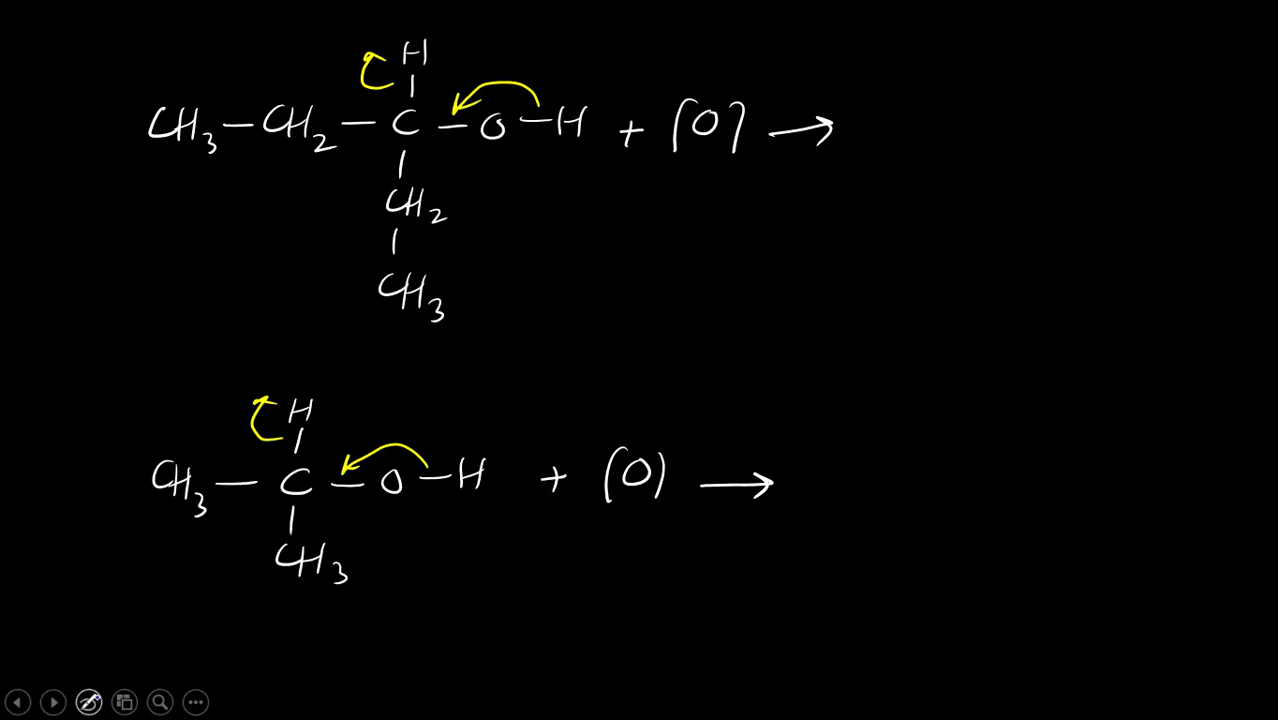 H
CH3 — CH2 — C — O — H + [O] →
CH2
CH3
H
CH3 — C — O — H + (O) →
CH3